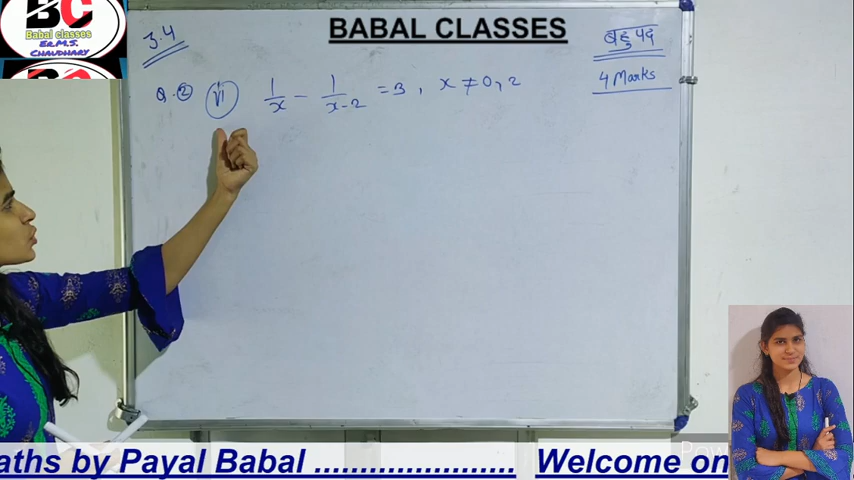 BC
Babal classes
Er.M.S.
CHAUDHARY
BABAL CLASSES
3.4
बहुपद
4 Marks
Q.② (vi) 1/x - 1/(x-2) = 3, x ≠ 0, 2
aths by Payal Babal ...................... Welcome on